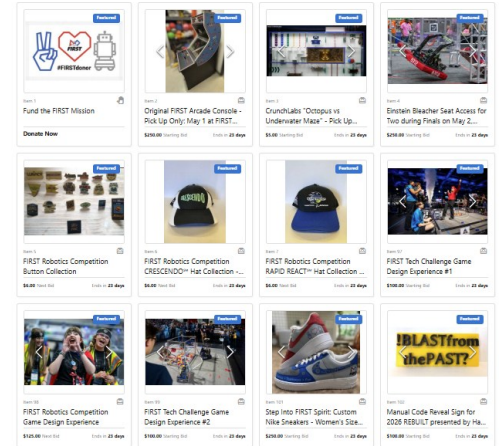 Featured
Featured
Featured
Featured
FIRST
#FIRSTdonor
Item 1
Fund the FIRST Mission
Donate Now
Item 2
Original FIRST Arcade Console -
Pick Up Only: May 1 at FIRST...
$250.00 Starting Bid
Ends in 23 days
Item 3
CrunchLabs "Octopus vs
Underwater Maze" - Pick Up...
$5.00 Starting Bid
Ends in 23 days
Item 4
Einstein Bleacher Seat Access for
Two during Finals on May 2,...
$250.00 Starting Bid
Ends in 23 days
Featured
Featured
Featured
Featured
Item 5
FIRST Robotics Competition
Button Collection
$6.00 Next Bid
Ends in 23 days
Item 6
FIRST Robotics Competition
CRESCENDO℠ Hat Collection -...
$6.00 Next Bid
Ends in 23 days
Item 7
FIRST Robotics Competition
RAPID REACT℠ Hat Collection ...
$6.00 Next Bid
Ends in 23 days
Item 97
FIRST Tech Challenge Game
Design Experience #1
$100.00 Starting Bid
Ends in 23 days
Featured
Featured
Featured
Featured
Item 98
FIRST Robotics Competition
Game Design Experience
$125.00 Next Bid
Ends in 23 days
Item 99
FIRST Tech Challenge Game
Design Experience #2
$100.00 Starting Bid
Ends in 23 days
Item 101
Step Into FIRST Spirit: Custom
Nike Sneakers - Women's Size...
$250.00 Starting Bid
Ends in 23 days
!BLASTfrom
thePAST?
Item 102
Manual Code Reveal Sign for
2026 REBUILT presented by Ha...
$100.00 Starting Bid
Ends in 23 days